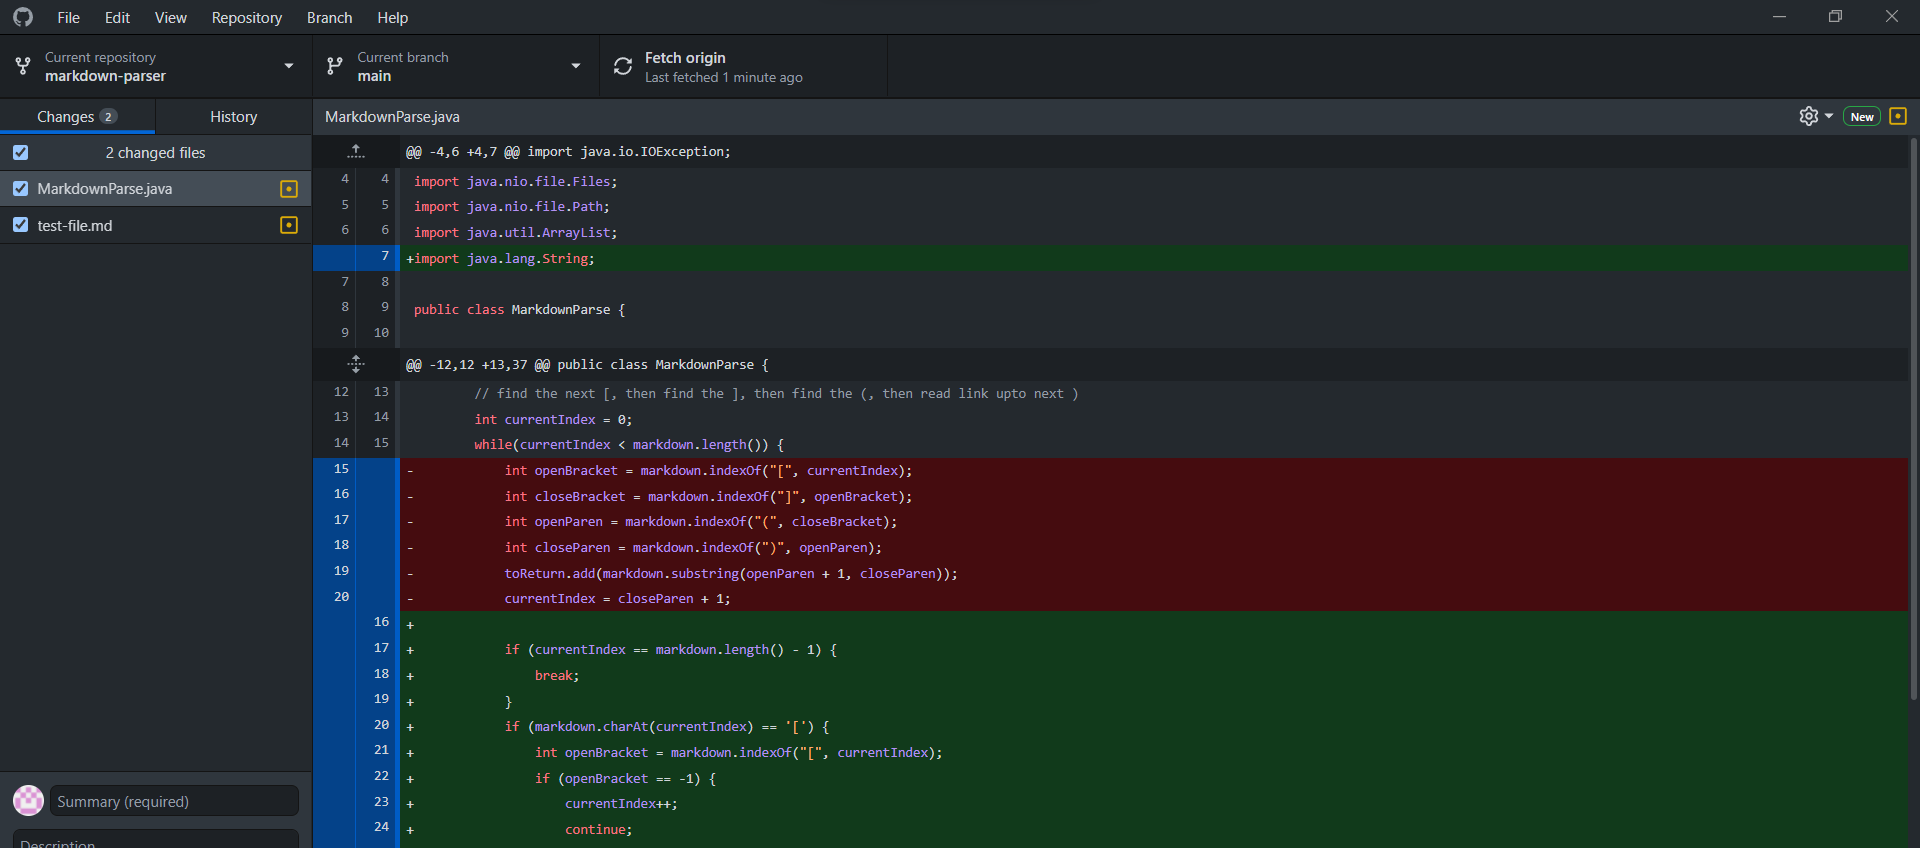 File Edit View Repository Branch Help
Current repository
markdown-parser
Current branch
main
Fetch origin
Last fetched 1 minute ago
Changes 2
History
MarkdownParse.java
New
2 changed files
MarkdownParse.java
test-file.md
@@ -4,6 +4,7 @@ import java.io.IOException;
4 4 import java.nio.file.Files;
5 5 import java.nio.file.Path;
6 6 import java.util.ArrayList;
7 +import java.lang.String;
7 8
8 9 public class MarkdownParse {
9 10
@@ -12,12 +13,37 @@ public class MarkdownParse {
12 13 // find the next [, then find the ], then find the (, then read link upto next )
13 14 int currentIndex = 0;
14 15 while(currentIndex < markdown.length()) {
15 - int openBracket = markdown.indexOf("[", currentIndex);
16 - int closeBracket = markdown.indexOf("]", openBracket);
17 - int openParen = markdown.indexOf("(", closeBracket);
18 - int closeParen = markdown.indexOf(")", openParen);
19 - toReturn.add(markdown.substring(openParen + 1, closeParen));
20 - currentIndex = closeParen + 1;
16 +
17 + if (currentIndex == markdown.length() - 1) {
18 + break;
19 + }
20 + if (markdown.charAt(currentIndex) == '[') {
21 + int openBracket = markdown.indexOf("[", currentIndex);
22 + if (openBracket == -1) {
23 + currentIndex++;
24 + continue;
Summary (required)
Description